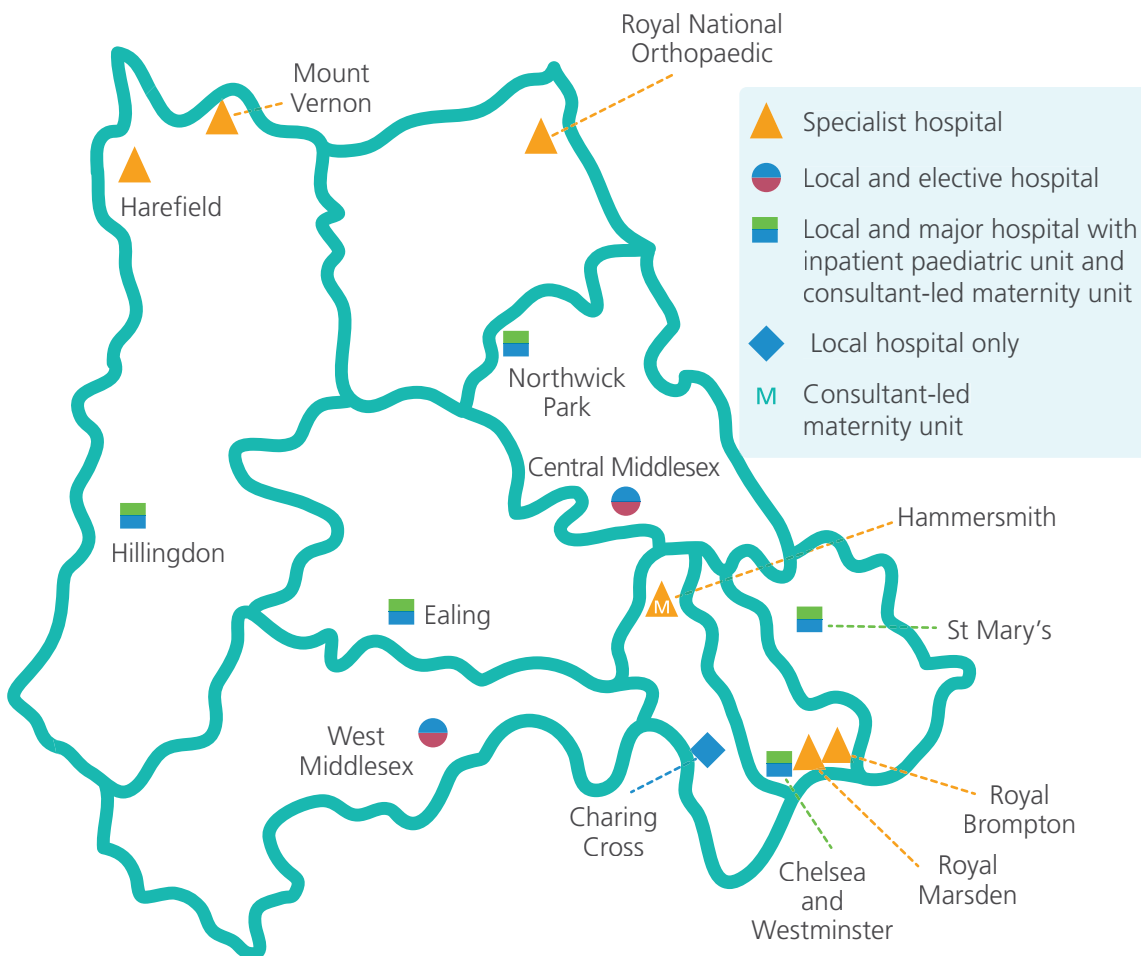 Royal National
Orthopaedic
Mount
Vernon
Harefield
Specialist hospital
Local and elective hospital
Local and major hospital with
inpatient paediatric unit and
consultant-led maternity unit
Local hospital only
M Consultant-led
maternity unit
Northwick
Park
Central Middlesex
Hammersmith
Hillingdon
M
Ealing
St Mary's
West
Middlesex
Charing
Cross
Royal
Brompton
Chelsea
and
Westminster
Royal
Marsden